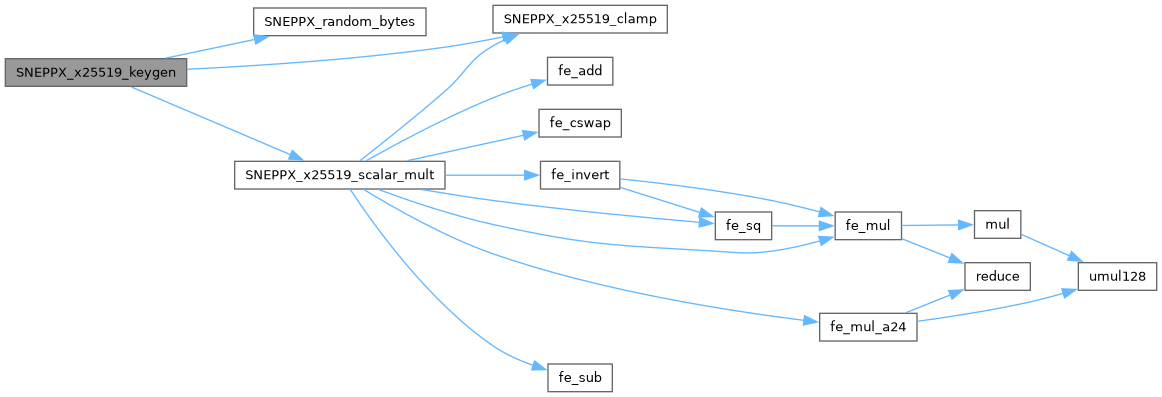 SNEPPX_x25519_keygen
SNEPPX_random_bytes
SNEPPX_x25519_clamp
SNEPPX_x25519_scalar_mult
fe_add
fe_cswap
fe_invert
fe_sq
fe_mul
mul
reduce
umul128
fe_mul_a24
fe_sub